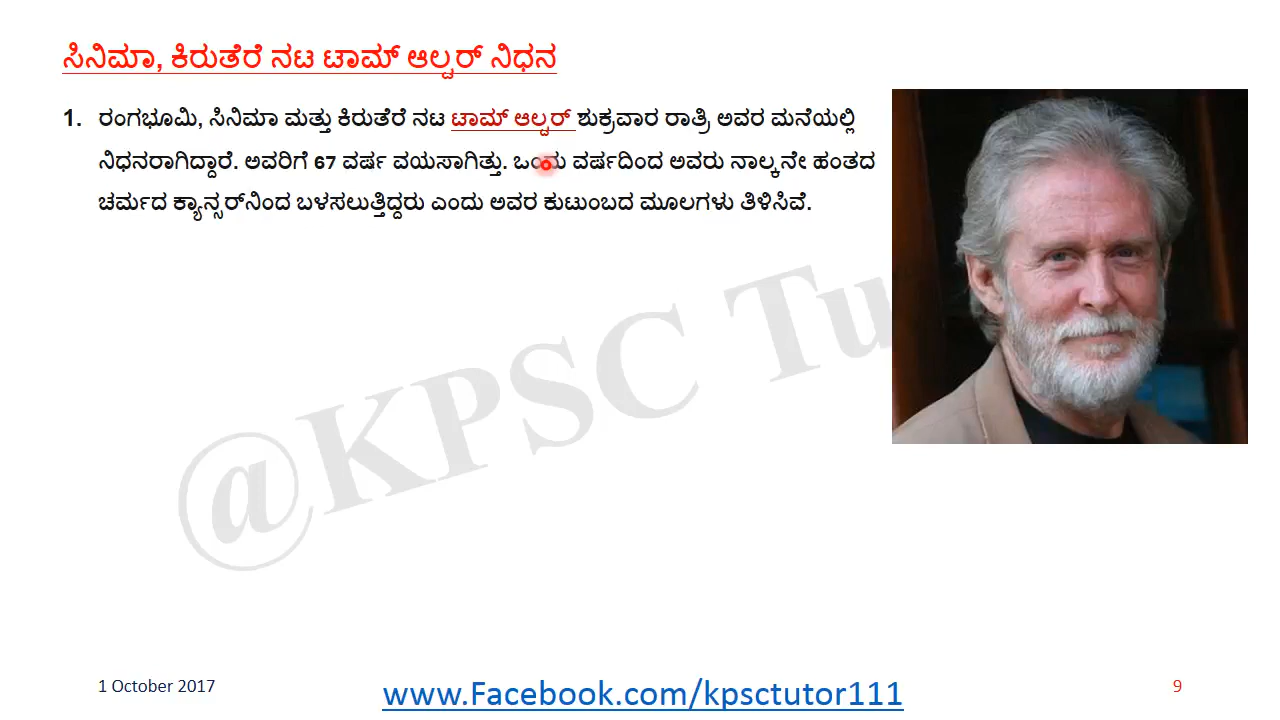 ಸಿನಿಮಾ, ಕಿರುತೆರೆ ನಟ ಟಾಮ್ ಆಲ್ಟರ್ ನಿಧನ
1. ರಂಗಭೂಮಿ, ಸಿನಿಮಾ ಮತ್ತು ಕಿರುತೆರೆ ನಟ ಟಾಮ್ ಆಲ್ಟರ್ ಶುಕ್ರವಾರ ರಾತ್ರಿ ಅವರ ಮನೆಯಲ್ಲಿ
ನಿಧನರಾಗಿದ್ದಾರೆ. ಅವರಿಗೆ 67 ವರ್ಷ ವಯಸಾಗಿತ್ತು. ಒಂದು ವರ್ಷದಿಂದ ಅವರು ನಾಲ್ಕನೇ ಹಂತದ
ಚರ್ಮದ ಕ್ಯಾನ್ಸರ್‌ನಿಂದ ಬಳಸಲುತ್ತಿದ್ದರು ಎಂದು ಅವರ ಕುಟುಂಬದ ಮೂಲಗಳು ತಿಳಿಸಿವೆ.
@KPSC Tu
1 October 2017
www.Facebook.com/kpsctutor111
9